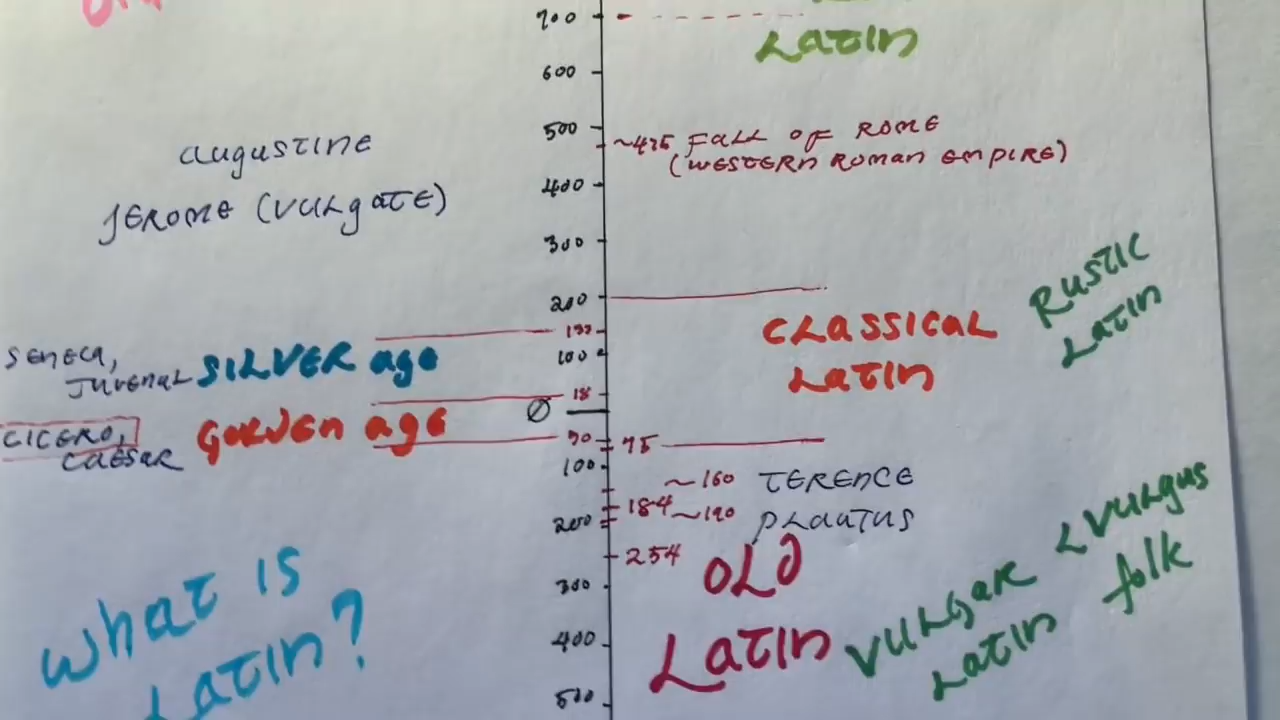 700
LATIN
600
500
~475 FALL OF ROME
(WESTERN ROMAN EMPIRE)
AUGUSTINE
400
JEROME (VULGATE)
300
RUSTIC
LATIN
200
CLASSICAL
LATIN
100
SENECA,
JUVENAL SILVER AGE
18
Ø
CICERO,
CAESAR GOLDEN AGE
75
100
~160 TERENCE
184
~190 PLAUTUS
200
254
OLD
LATIN
300
VULGAR < VULGUS
LATIN folk
400
500
WHAT IS
LATIN?